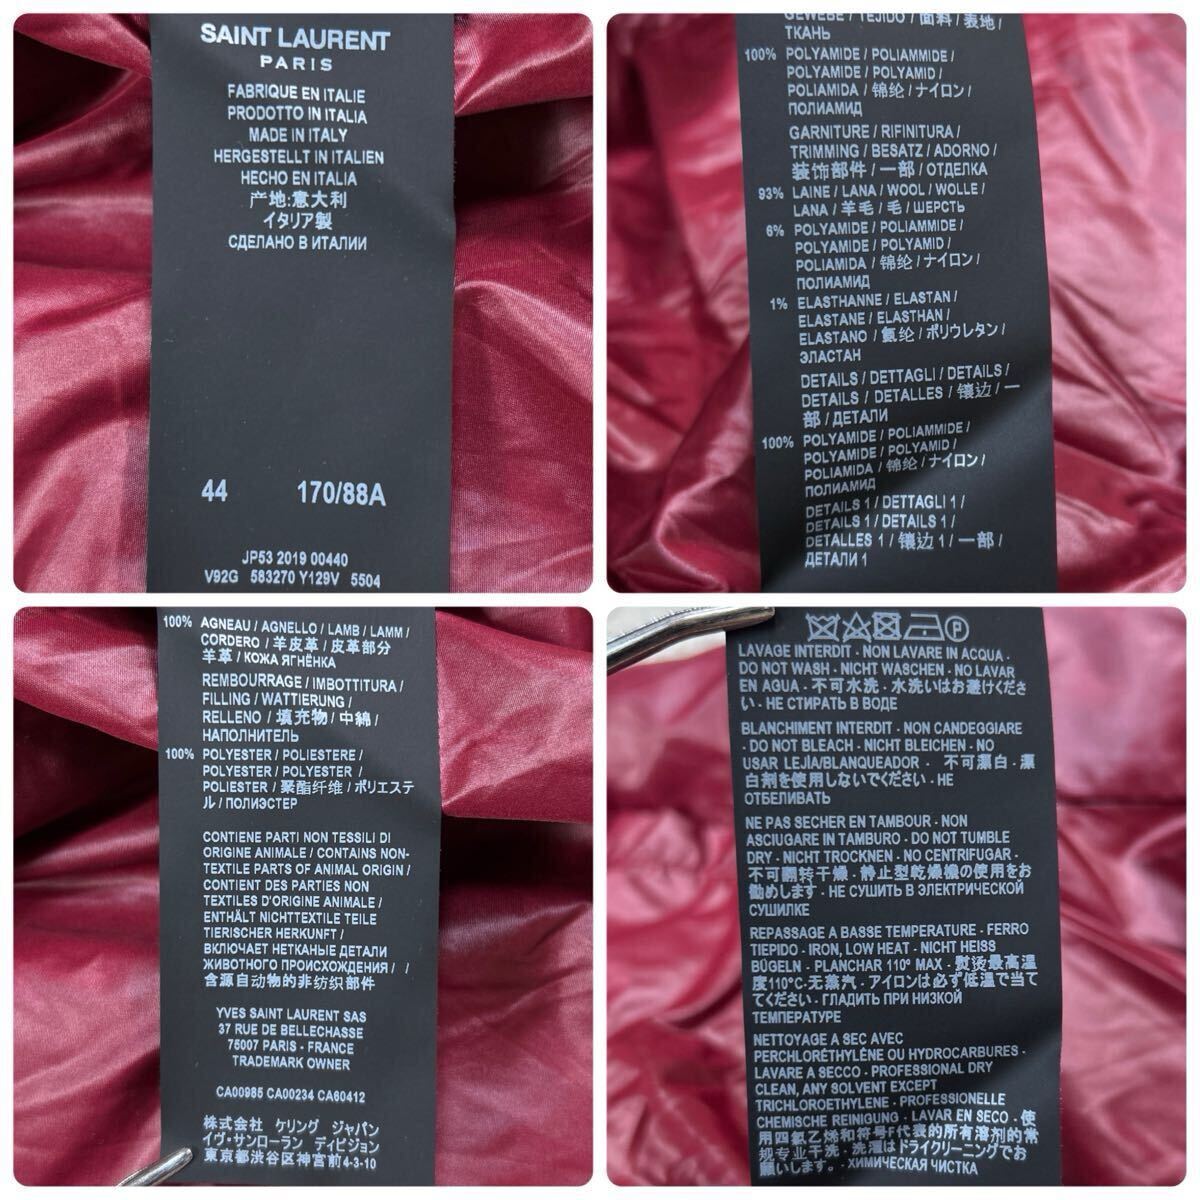 SAINT LAURENT
PARIS
FABRIQUE EN ITALIE
PRODOTTO IN ITALIA
MADE IN ITALY
HERGESTELLT IN ITALIEN
HECHO EN ITALIA
产地:意大利
イタリア製
СДЕЛАНО В ИТАЛИИ
44 170/88A
JP53 2019 00440
V92G 583270 Y129V 5504
GEWEBE / TEJIDO / 面料 / 表地 /
ТКАНЬ
100% POLYAMIDE / POLIAMMIDE /
POLYAMIDE / POLYAMID /
POLIAMIDA / 锦纶 / ナイロン /
ПОЛИАМИД
GARNITURE / RIFINITURA /
TRIMMING / BESATZ / ADORNO /
装饰部件 / 一部 / ОТДЕЛКА
93% LAINE / LANA / WOOL / WOLLE /
LANA / 羊毛 / 毛 / ШЕРСТЬ
6% POLYAMIDE / POLIAMMIDE /
POLYAMIDE / POLYAMID /
POLIAMIDA / 锦纶 / ナイロン /
ПОЛИАМИД
1% ELASTHANNE / ELASTAN /
ELASTANE / ELASTHAN /
ELASTANO / 氨纶 / ポリウレタン /
ЭЛАСТАН
DETAILS / DETTAGLI / DETAILS /
DETAILS / DETALLES / 镶边 / 一
部 / ДЕТАЛИ
100% POLYAMIDE / POLIAMMIDE /
POLYAMIDE / POLYAMID /
POLIAMIDA / 锦纶 / ナイロン /
ПОЛИАМИД
DETAILS 1 / DETTAGLI 1 /
DETAILS 1 / DETAILS 1 /
DETALLES 1 / 镶边 1 / 一部 /
ДЕТАЛИ 1
100% AGNEAU / AGNELLO / LAMB / LAMM /
CORDERO / 羊皮革 / 皮革部分
羊革 / КОЖА ЯГНЁНКА
REMBOURRAGE / IMBOTTITURA /
FILLING / WATTIERUNG /
RELLENO / 填充物 / 中綿 /
НАПОЛНИТЕЛЬ
100% POLYESTER / POLIESTERE /
POLYESTER / POLYESTER /
POLIESTER / 聚酯纤维 / ポリエステ
ル / ПОЛИЭСТЕР
CONTIENE PARTI NON TESSILI DI
ORIGINE ANIMALE / CONTAINS NON-
TEXTILE PARTS OF ANIMAL ORIGIN /
CONTIENT DES PARTIES NON
TEXTILES D'ORIGINE ANIMALE /
ENTHÄLT NICHTTEXTILE TEILE
TIERISCHER HERKUNFT /
ВКЛЮЧАЕТ НЕТКАНЫЕ ДЕТАЛИ
ЖИВОТНОГО ПРОИСХОЖДЕНИЯ / /
含源自动物的非纺织部件
YVES SAINT LAURENT SAS
37 RUE DE BELLECHASSE
75007 PARIS - FRANCE
TRADEMARK OWNER
CA00985 CA00234 CA60412
株式会社 ケリング ジャパン
イヴ・サンローラン ディビジョン
東京都渋谷区神宮前4-3-10
LAVAGE INTERDIT - NON LAVARE IN ACQUA -
DO NOT WASH - NICHT WASCHEN - NO LAVAR
EN AGUA - 不可水洗 - 水洗いはお避けくださ
い - НЕ СТИРАТЬ В ВОДЕ
BLANCHIMENT INTERDIT - NON CANDEGGIARE
- DO NOT BLEACH - NICHT BLEICHEN - NO
USAR LEJÍA/BLANQUEADOR - 不可漂白 - 漂
白剤を使用しないでください - НЕ
ОТБЕЛИВАТЬ
NE PAS SECHER EN TAMBOUR - NON
ASCIUGARE IN TAMBURO - DO NOT TUMBLE
DRY - NICHT TROCKNEN - NO CENTRIFUGAR -
不可翻转干燥 - 静止型乾燥機の使用をお
勧めします - НЕ СУШИТЬ В ЭЛЕКТРИЧЕСКОЙ
СУШИЛКЕ
REPASSAGE A BASSE TEMPERATURE - FERRO
TIEPIDO - IRON, LOW HEAT - NICHT HEISS
BÜGELN - PLANCHAR 110º MAX - 熨烫最高温
度110°C-无蒸汽 - アイロンは必ず低温で当て
てください - ГЛАДИТЬ ПРИ НИЗКОЙ
ТЕМПЕРАТУРЕ
NETTOYAGE A SEC AVEC
PERCHLORÉTHYLÈNE OU HYDROCARBURES -
LAVARE A SECCO - PROFESSIONAL DRY
CLEAN, ANY SOLVENT EXCEPT
TRICHLOROETHYLENE - PROFESSIONELLE
CHEMISCHE REINIGUNG - LAVAR EN SECO - 使
用四氯乙烯和符号F代表的所有溶剂的常
规专业干洗 - 洗濯はドライクリーニングでお
願いします。- ХИМИЧЕСКАЯ ЧИСТКА